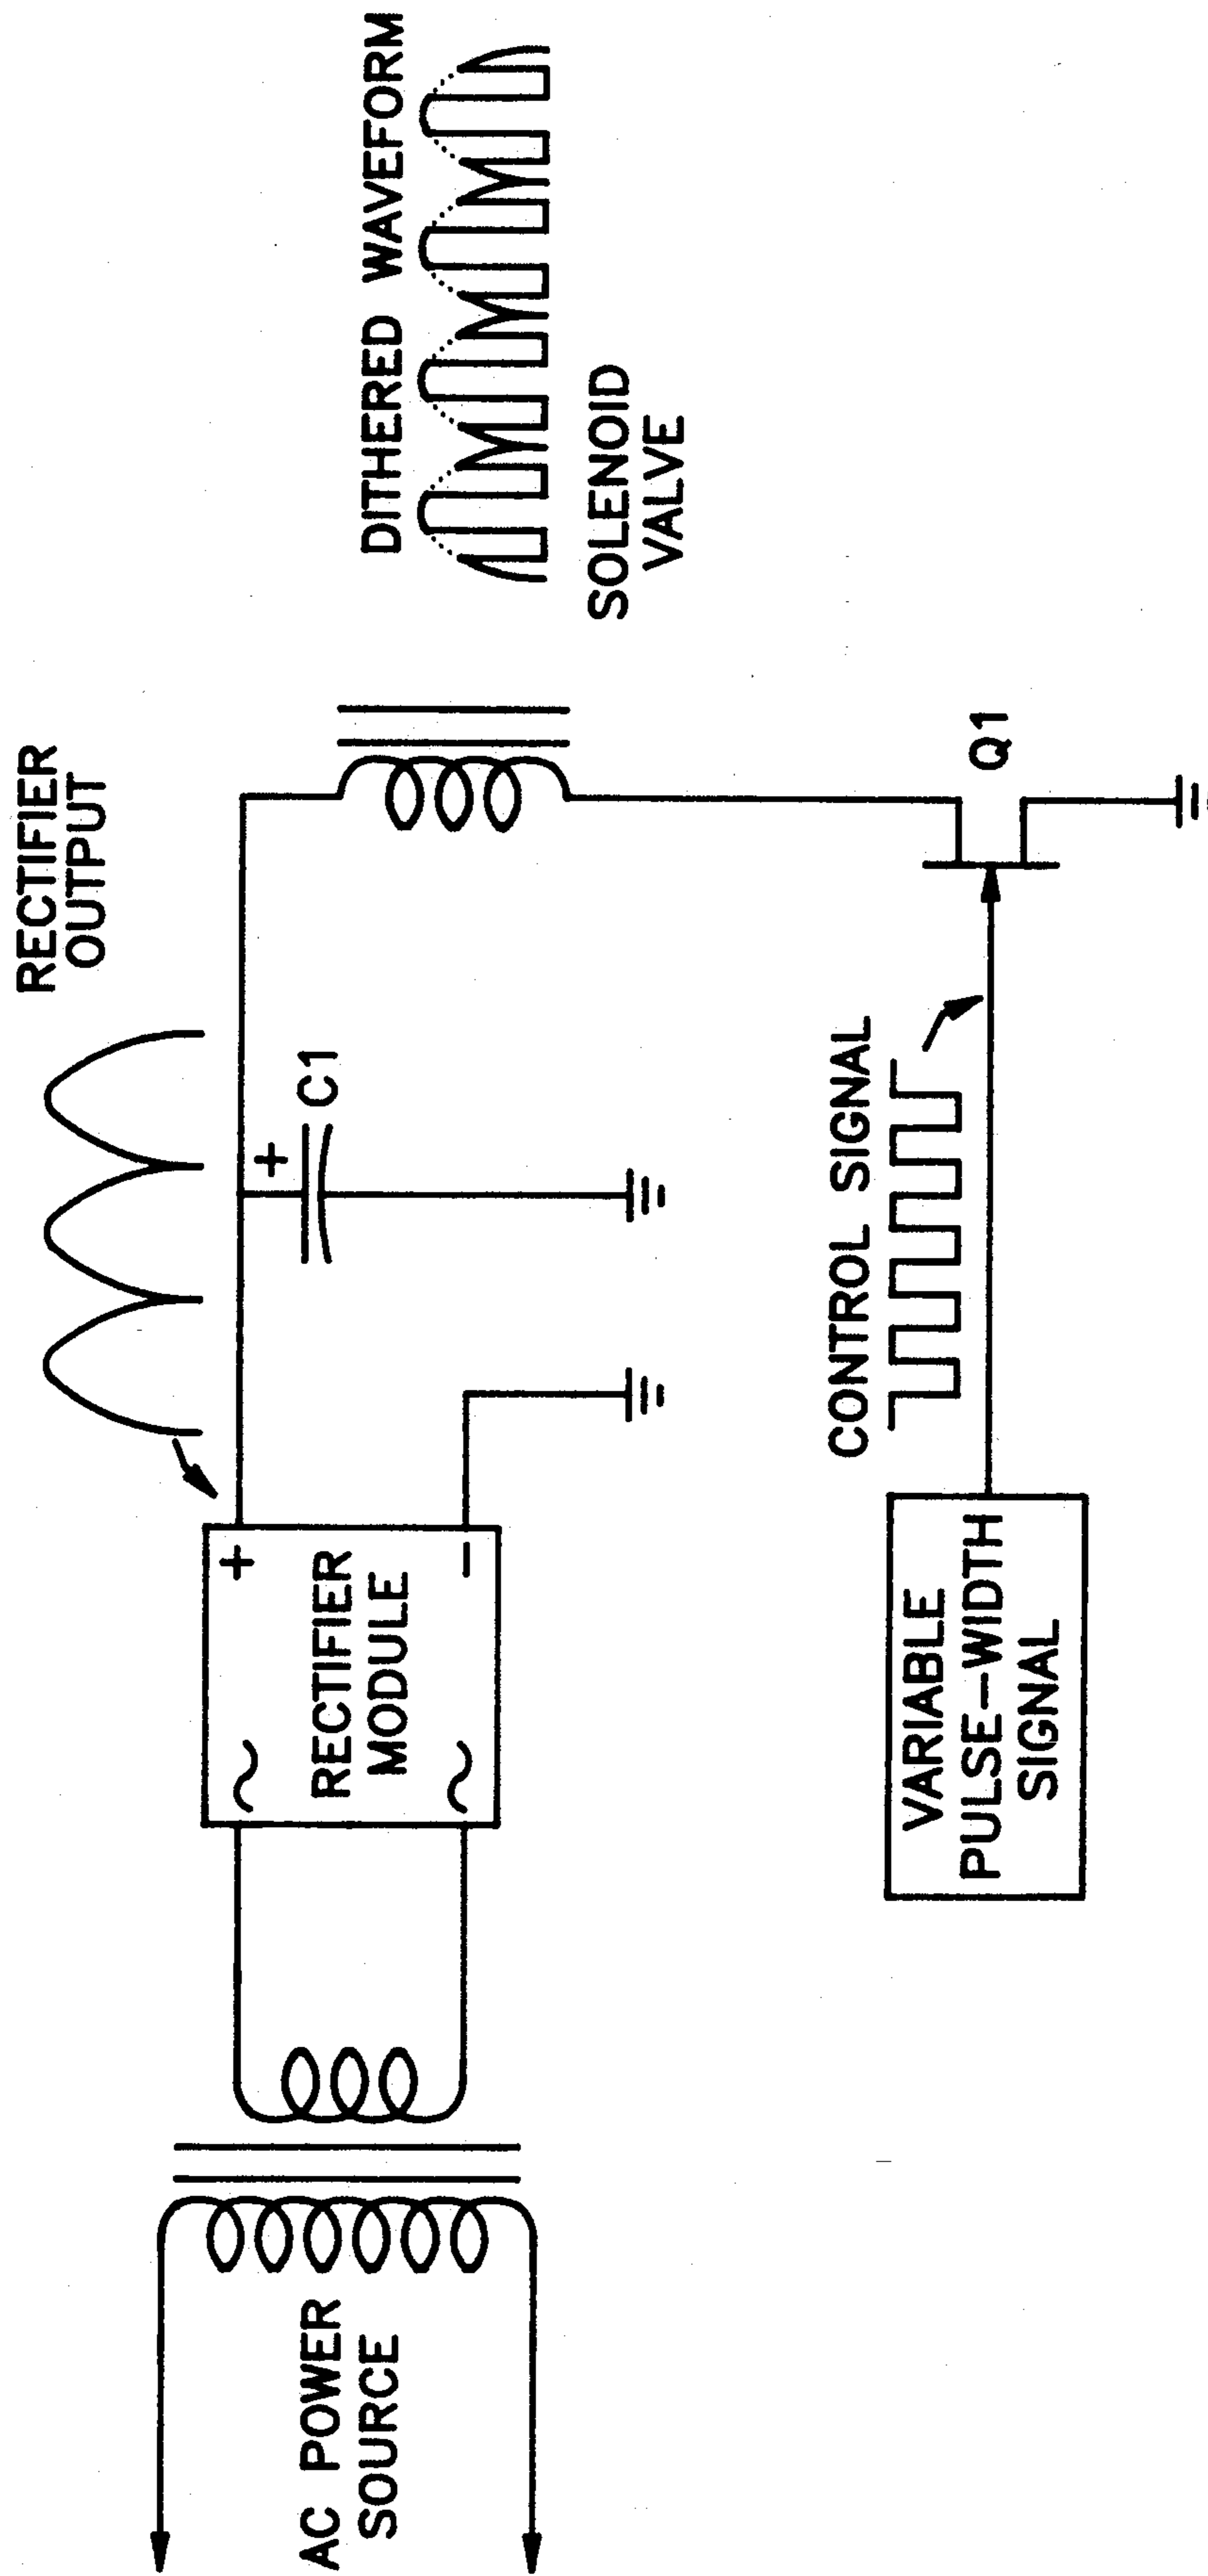 RECTIFIER
OUTPUT
DITHERED WAVEFORM
AC POWER
SOURCE
~
~
+
−
RECTIFIER
MODULE
+
C1
SOLENOID
VALVE
CONTROL SIGNAL
VARIABLE
PULSE-WIDTH
SIGNAL
Q1